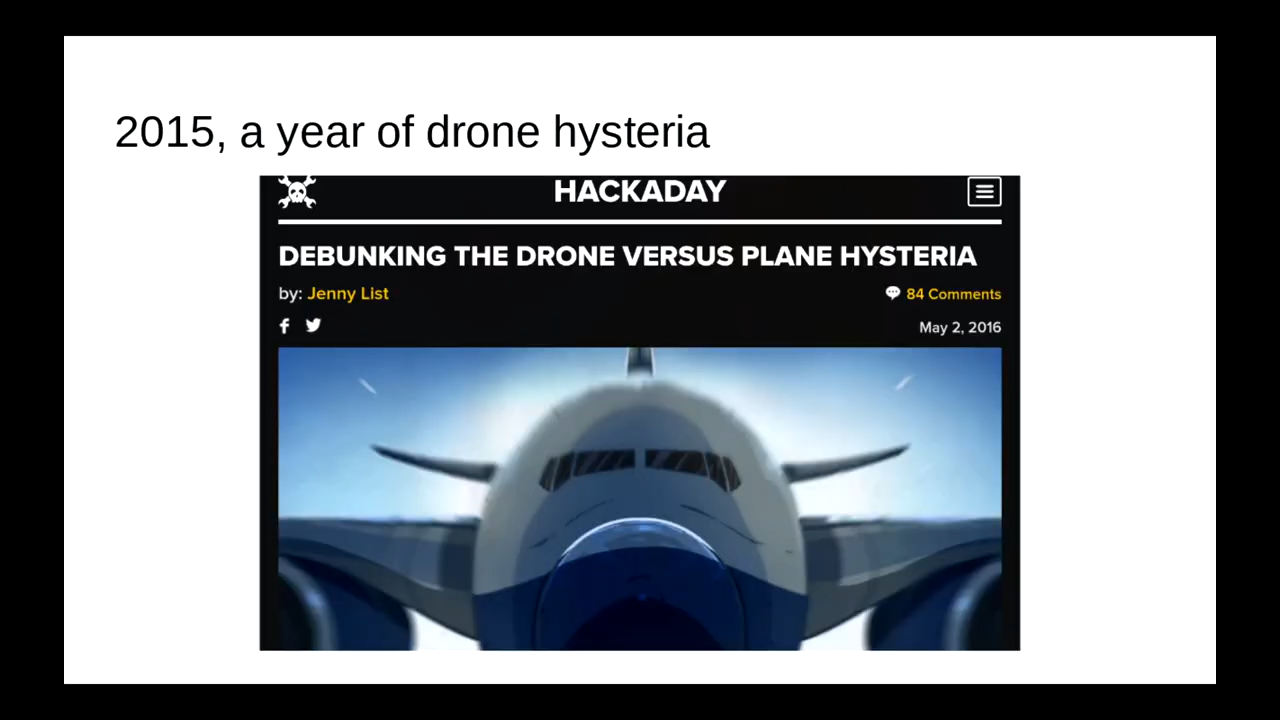 2015, a year of drone hysteria
HACKADAY
DEBUNKING THE DRONE VERSUS PLANE HYSTERIA
by: Jenny List
84 Comments
May 2, 2016